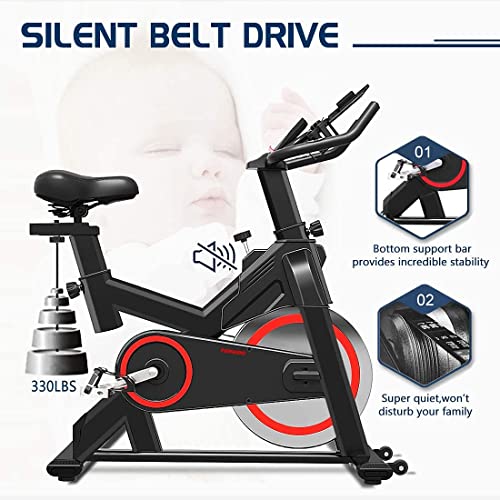 SILENT BELT DRIVE
01
Bottom support bar
provides incredible stability
02
Super quiet,won't
disturb your family
330LBS